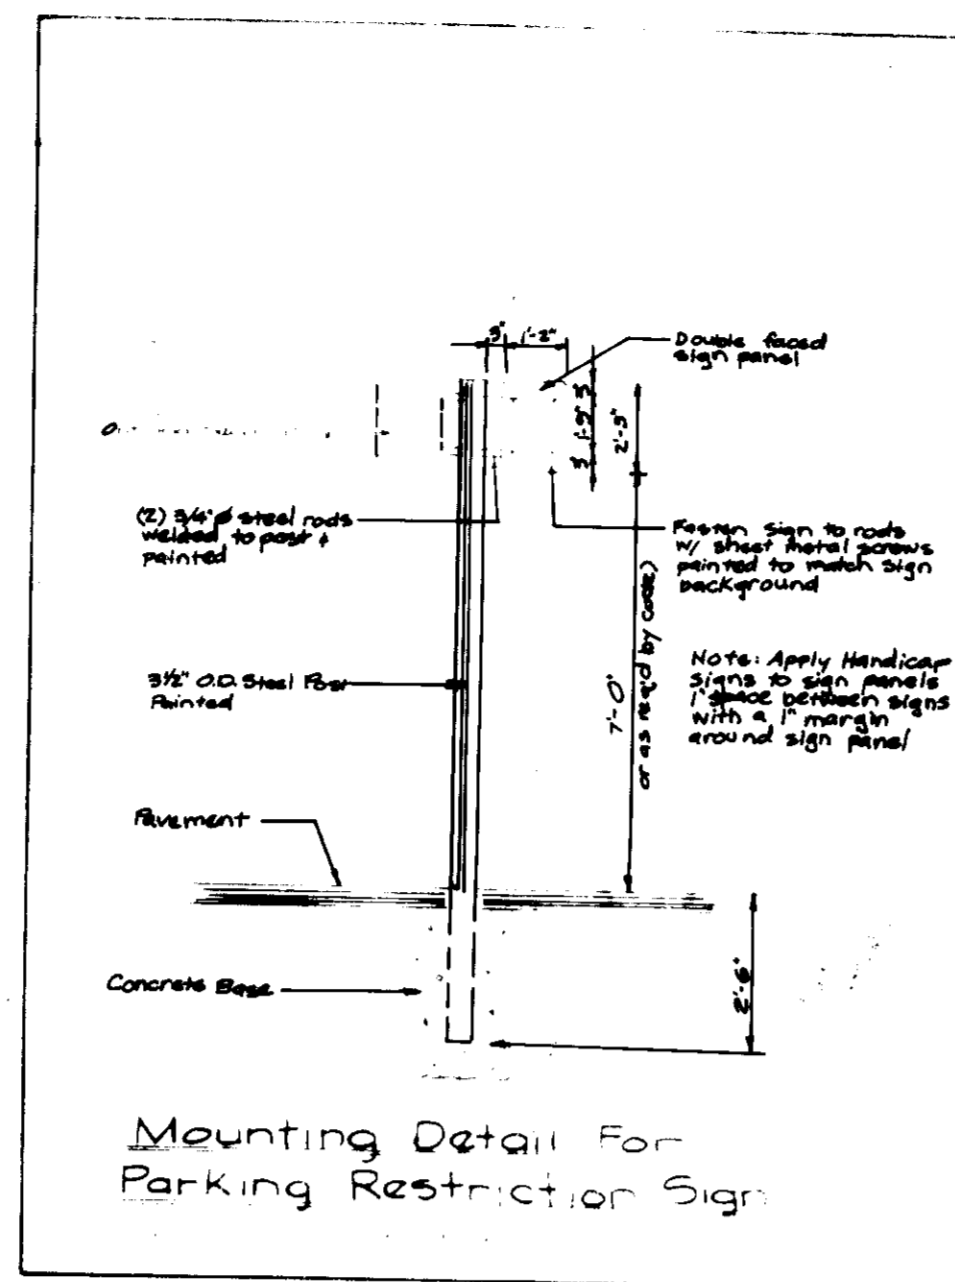 3" 1'-2"
Double faced
sign panel
3"
1'-9"
3"
2'-3"
(2) 3/4" ø steel rods
welded to post +
painted
Fasten sign to rods
w/ sheet metal screws
painted to match sign
background
7'-0"
or as req'd by code)
3½" O.D. Steel Post
Painted
Note: Apply Handicap
signs to sign panels
1" space between signs
with a 1" margin
around sign panel
Pavement
Concrete Base
2'-6"
Mounting Detail For
Parking Restriction Sign